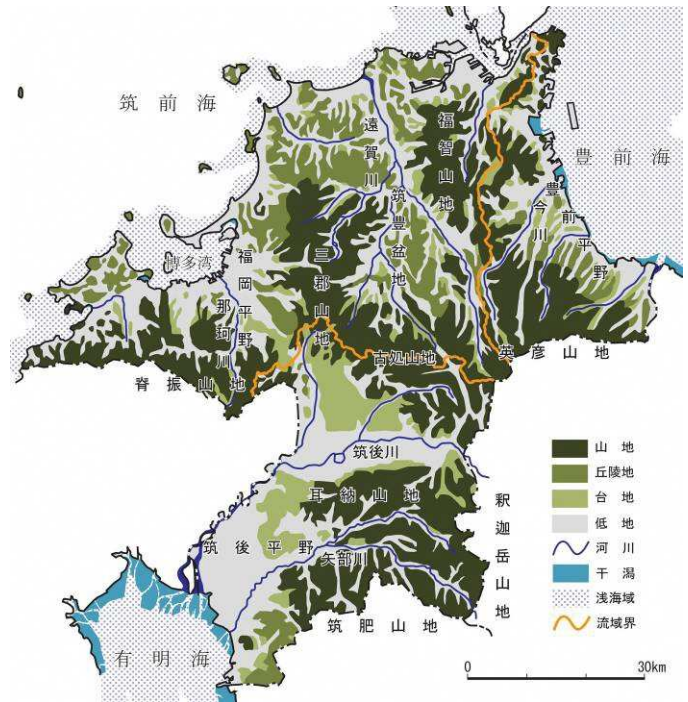 筑前海
豊前海
遠賀川
福智山地
筑豊盆地
今川
豊前平野
博多湾
福岡平野
三郡山地
那珂川
脊振山地
古処山地
英彦山地
筑後川
耳納山地
釈迦岳山地
筑後平野
矢部川
筑肥山地
有明海
山地
丘陵地
台地
低地
河川
干潟
浅海域
流域界
0 30km